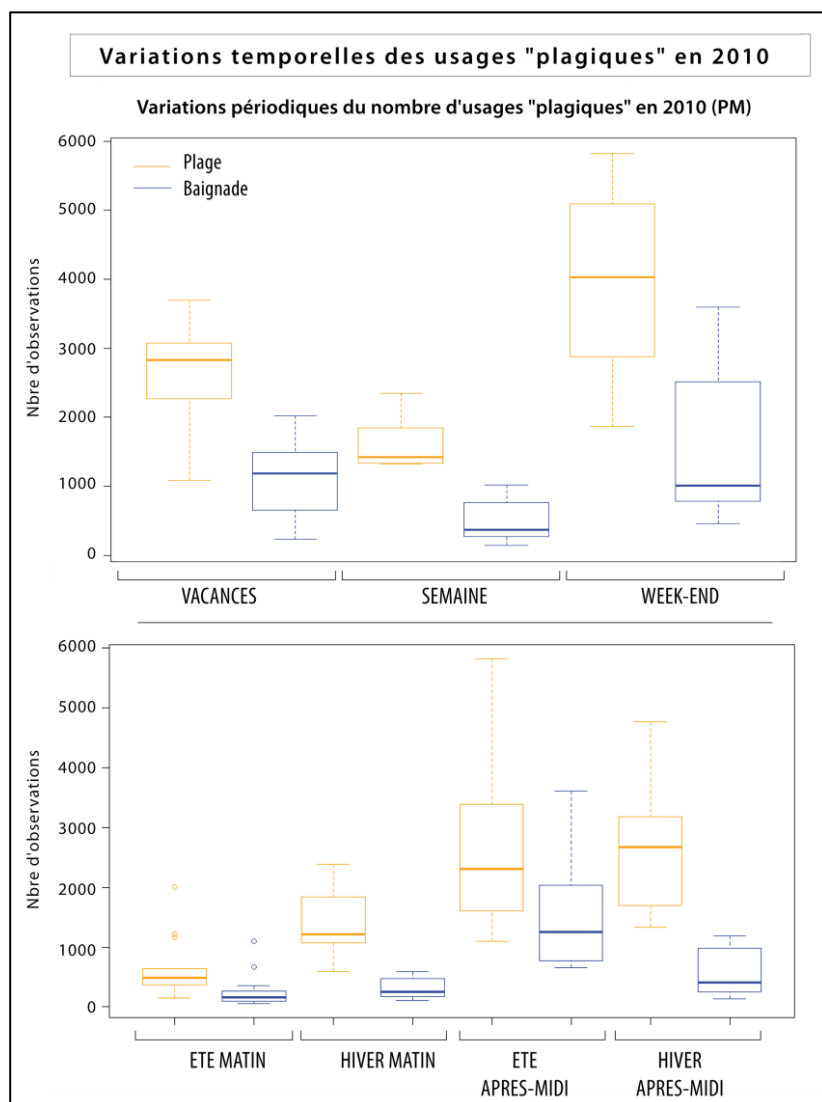 Variations temporelles des usages "plagiques" en 2010
Variations périodiques du nombre d'usages "plagiques" en 2010 (PM)
Plage
Baignade
Nbre d'observations
6000
5000
4000
3000
2000
1000
0
VACANCES
SEMAINE
WEEK-END
Nbre d'observations
6000
5000
4000
3000
2000
1000
0
ETE MATIN
HIVER MATIN
ETE
APRES-MIDI
HIVER
APRES-MIDI